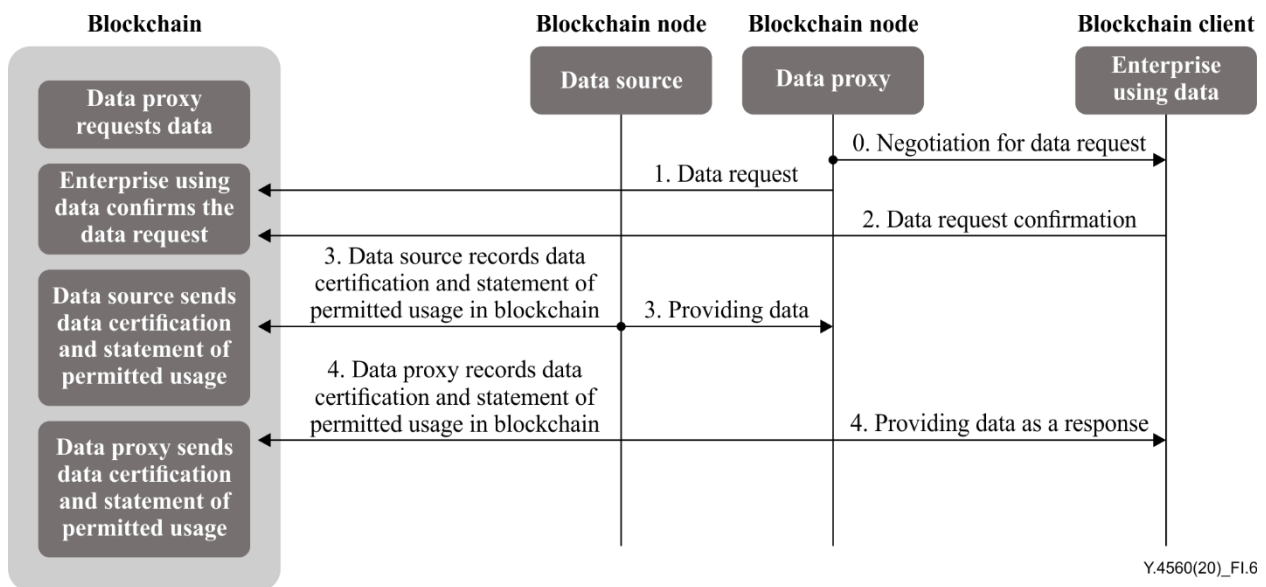 Blockchain
Blockchain node
Blockchain node
Blockchain client
Data proxy
requests data
Enterprise using
data confirms the
data request
Data source sends
data certification
and statement of
permitted usage
Data proxy sends
data certification
and statement of
permitted usage
Data source
Data proxy
Enterprise
using data
0. Negotiation for data request
1. Data request
2. Data request confirmation
3. Data source records data
certification and statement of
permitted usage in blockchain
3. Providing data
4. Data proxy records data
certification and statement of
permitted usage in blockchain
4. Providing data as a response
Y.4560(20)_FI.6